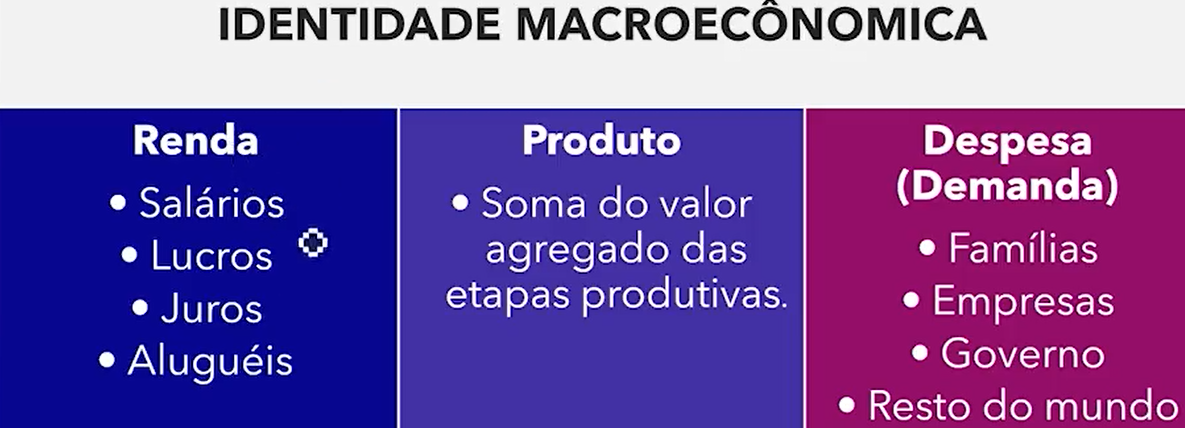 IDENTIDADE MACROECÔNOMICA
Renda
• Salários
• Lucros
• Juros
• Aluguéis
Produto
• Soma do valor
agregado das
etapas produtivas.
Despesa
(Demanda)
• Famílias
• Empresas
• Governo
• Resto do mundo